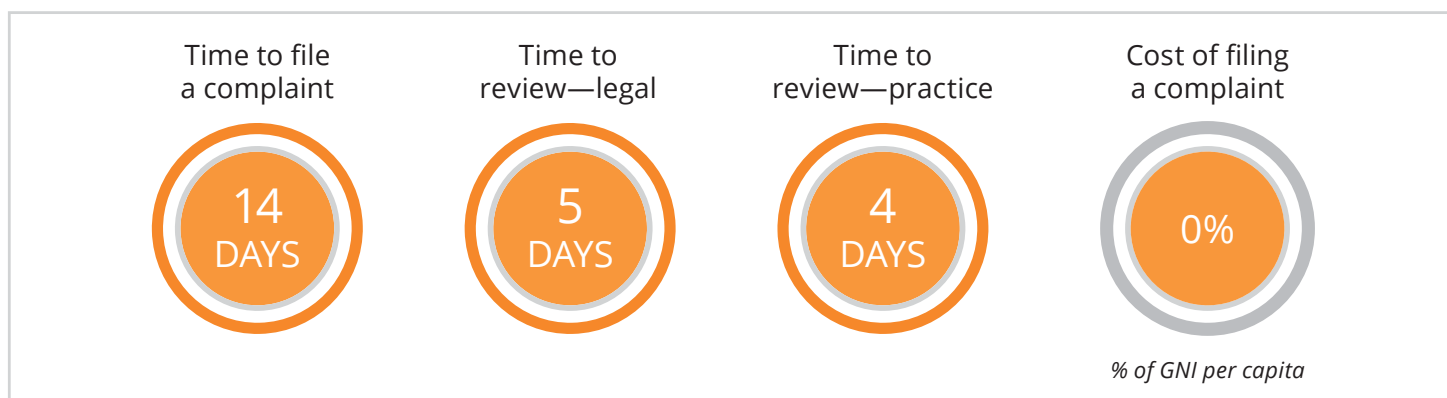 Time to file
a complaint
14
DAYS
Time to
review—legal
5
DAYS
Time to
review—practice
4
DAYS
Cost of filing
a complaint
0%
% of GNI per capita